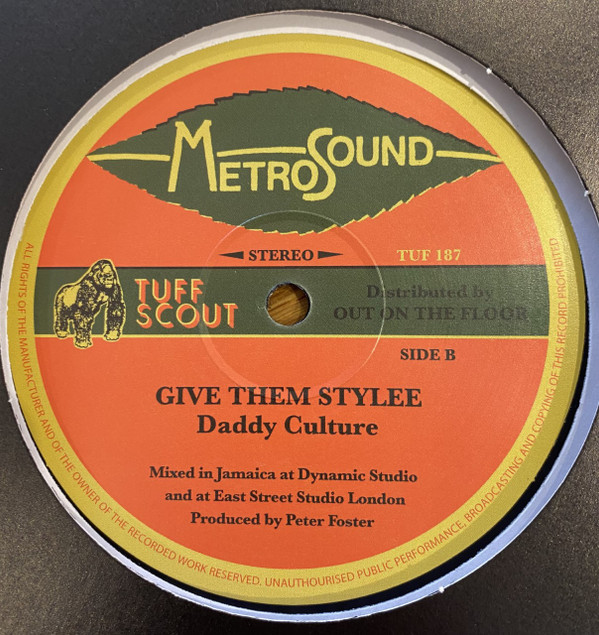 METROSOUND
STEREO
TUF 187
TUFF
SCOUT
Distributed by
OUT ON THE FLOOR
SIDE B
GIVE THEM STYLEE
Daddy Culture
Mixed in Jamaica at Dynamic Studio
and at East Street Studio London
Produced by Peter Foster
ALL RIGHTS OF THE MANUFACTURER AND OF THE OWNER OF THE RECORDED WORK RESERVED. UNAUTHORISED PUBLIC PERFORMANCE, BROADCASTING AND COPYING OF THIS RECORD PROHIBITED